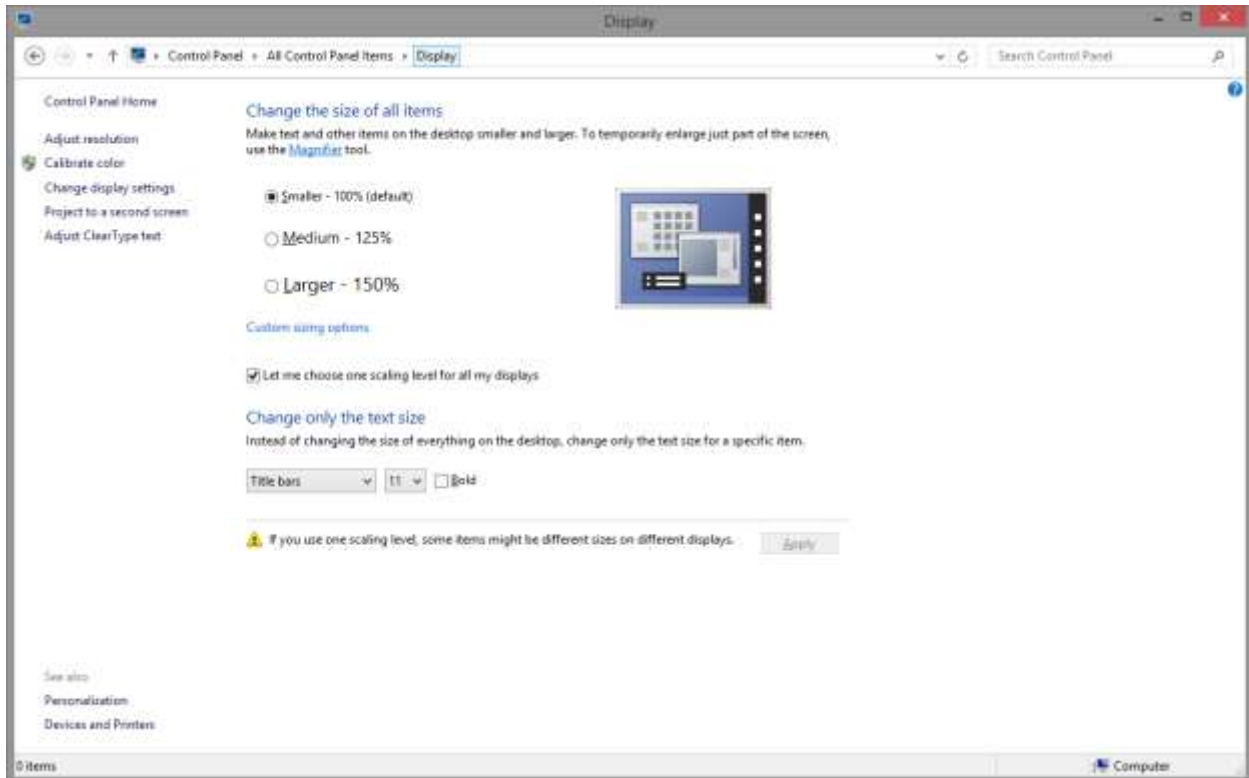 Display
Control Panel › All Control Panel Items › Display
Search Control Panel
Control Panel Home
Adjust resolution
Calibrate color
Change display settings
Project to a second screen
Adjust ClearType text
Change the size of all items
Make text and other items on the desktop smaller and larger. To temporarily enlarge just part of the screen,
use the Magnifier tool.
Smaller - 100% (default)
Medium - 125%
Larger - 150%
Custom sizing options
Let me choose one scaling level for all my displays
Change only the text size
Instead of changing the size of everything on the desktop, change only the text size for a specific item.
Title bars 11 Bold
If you use one scaling level, some items might be different sizes on different displays. Apply
See also
Personalization
Devices and Printers
0 items Computer